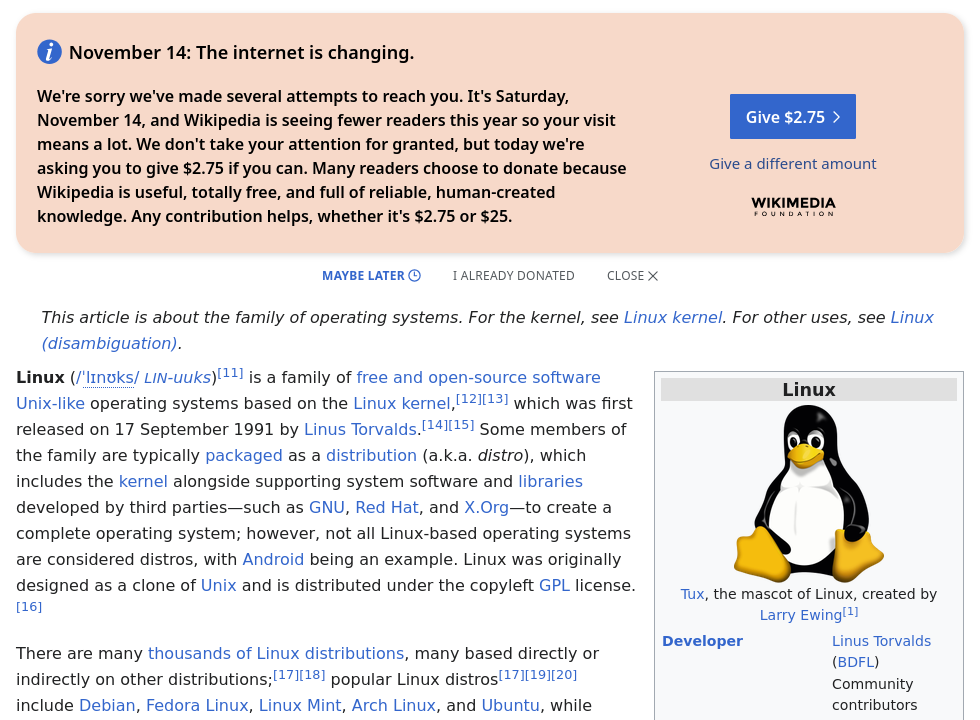 November 14: The internet is changing.
We're sorry we've made several attempts to reach you. It's Saturday,
November 14, and Wikipedia is seeing fewer readers this year so your visit
means a lot. We don't take your attention for granted, but today we're
asking you to give $2.75 if you can. Many readers choose to donate because
Wikipedia is useful, totally free, and full of reliable, human-created
knowledge. Any contribution helps, whether it's $2.75 or $25.
Give $2.75
Give a different amount
WIKIMEDIA
FOUNDATION
MAYBE LATER
I ALREADY DONATED
CLOSE
This article is about the family of operating systems. For the kernel, see Linux kernel. For other uses, see Linux
(disambiguation).
Linux (/ˈlɪnʊks/ LIN-uuks)[11] is a family of free and open-source software
Unix-like operating systems based on the Linux kernel,[12][13] which was first
released on 17 September 1991 by Linus Torvalds.[14][15] Some members of
the family are typically packaged as a distribution (a.k.a. distro), which
includes the kernel alongside supporting system software and libraries
developed by third parties—such as GNU, Red Hat, and X.Org—to create a
complete operating system; however, not all Linux-based operating systems
are considered distros, with Android being an example. Linux was originally
designed as a clone of Unix and is distributed under the copyleft GPL license.
[16]
There are many thousands of Linux distributions, many based directly or
indirectly on other distributions;[17][18] popular Linux distros[17][19][20]
include Debian, Fedora Linux, Linux Mint, Arch Linux, and Ubuntu, while
Linux
Tux, the mascot of Linux, created by
Larry Ewing[1]
Developer
Linus Torvalds
(BDFL)
Community
contributors